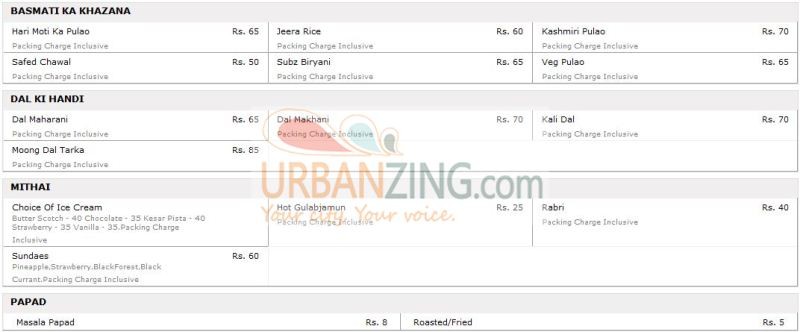 BASMATI KA KHAZANA
Hari Moti Ka Pulao Rs. 65 Jeera Rice Rs. 60 Kashmiri Pulao Rs. 70
Packing Charge Inclusive Packing Charge Inclusive Packing Charge Inclusive
Safed Chawal Rs. 50 Subz Biryani Rs. 65 Veg Pulao Rs. 65
Packing Charge Inclusive Packing Charge Inclusive Packing Charge Inclusive
DAL KI HANDI
Dal Maharani Rs. 65 Dal Makhani Rs. 70 Kali Dal Rs. 70
Packing Charge Inclusive Packing Charge Inclusive Packing Charge Inclusive
Moong Dal Tarka Rs. 85
Packing Charge Inclusive
URBANZING.com
Your city. Your voice.
MITHAI
Choice Of Ice Cream Hot Gulabjamun Rs. 25 Rabri Rs. 40
Butter Scotch - 40 Chocolate - 35 Kesar Pista - 40 Packing Charge Inclusive Packing Charge Inclusive
Strawberry - 35 Vanilla - 35.Packing Charge
Inclusive
Sundaes Rs. 60
Pineapple,Strawberry,BlackForest,Black
Currant.Packing Charge Inclusive
PAPAD
Masala Papad Rs. 8 Roasted/Fried Rs. 5